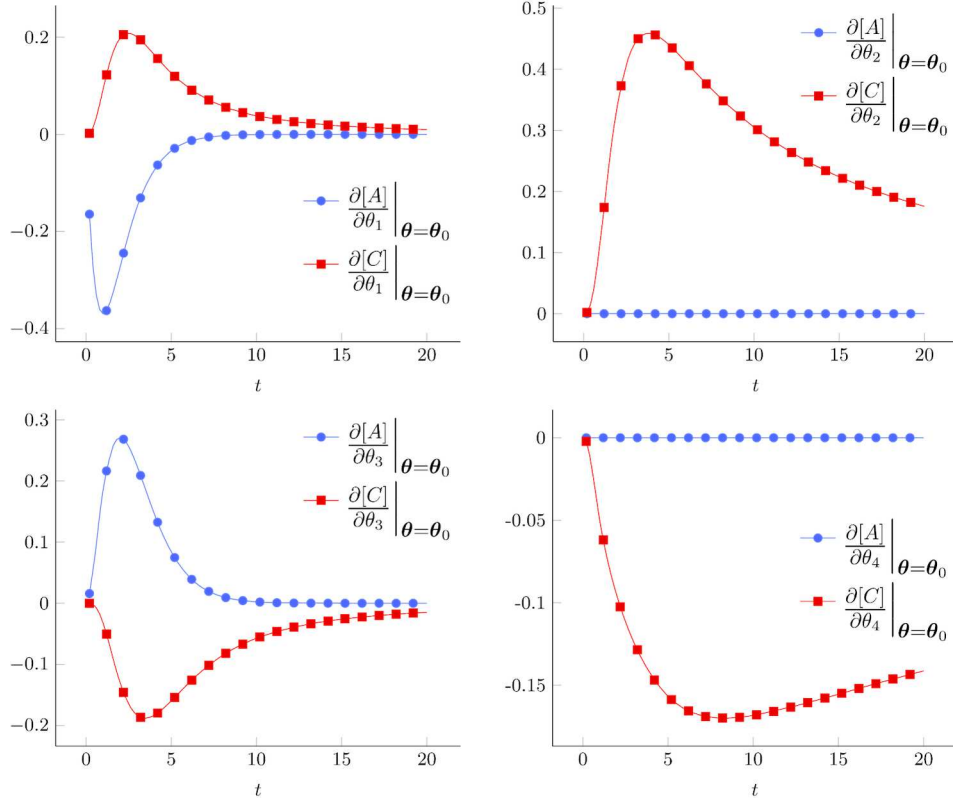 0.2
0
−0.2
−0.4
0 5 10 15 20
t
∂[A]/∂θ₁|θ=θ₀
∂[C]/∂θ₁|θ=θ₀
0.5
0.4
0.3
0.2
0.1
0
0 5 10 15 20
t
∂[A]/∂θ₂|θ=θ₀
∂[C]/∂θ₂|θ=θ₀
0.3
0.2
0.1
0
−0.1
−0.2
0 5 10 15 20
t
∂[A]/∂θ₃|θ=θ₀
∂[C]/∂θ₃|θ=θ₀
0
-0.05
-0.1
-0.15
0 5 10 15 20
t
∂[A]/∂θ₄|θ=θ₀
∂[C]/∂θ₄|θ=θ₀